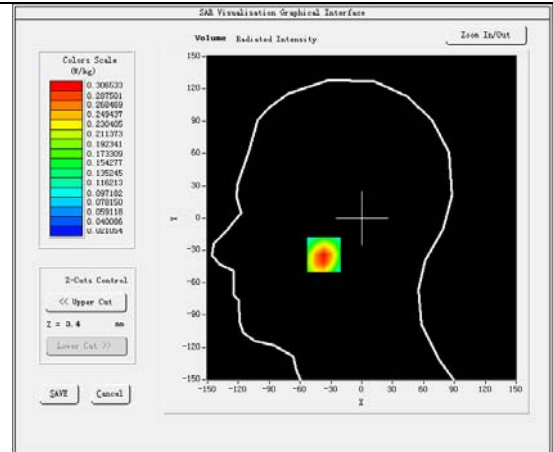 SAR Visualisation Graphical Interface
Volume Radiated Intensity
Zoom In/Out
Colors Scale
(W/kg)
0.306533
0.287501
0.268469
0.249437
0.230405
0.211373
0.192341
0.173309
0.154277
0.135245
0.116213
0.097182
0.078150
0.059118
0.040086
0.021054
Z-Cuts Control
<< Upper Cut
Z = 3.4 mm
Lower Cut >>
SAVE
Cancel
150
120
90
60
30
0
-30
-60
-90
-120
-150
Y
-150 -120 -90 -60 -30 0 30 60 90 120 150
X